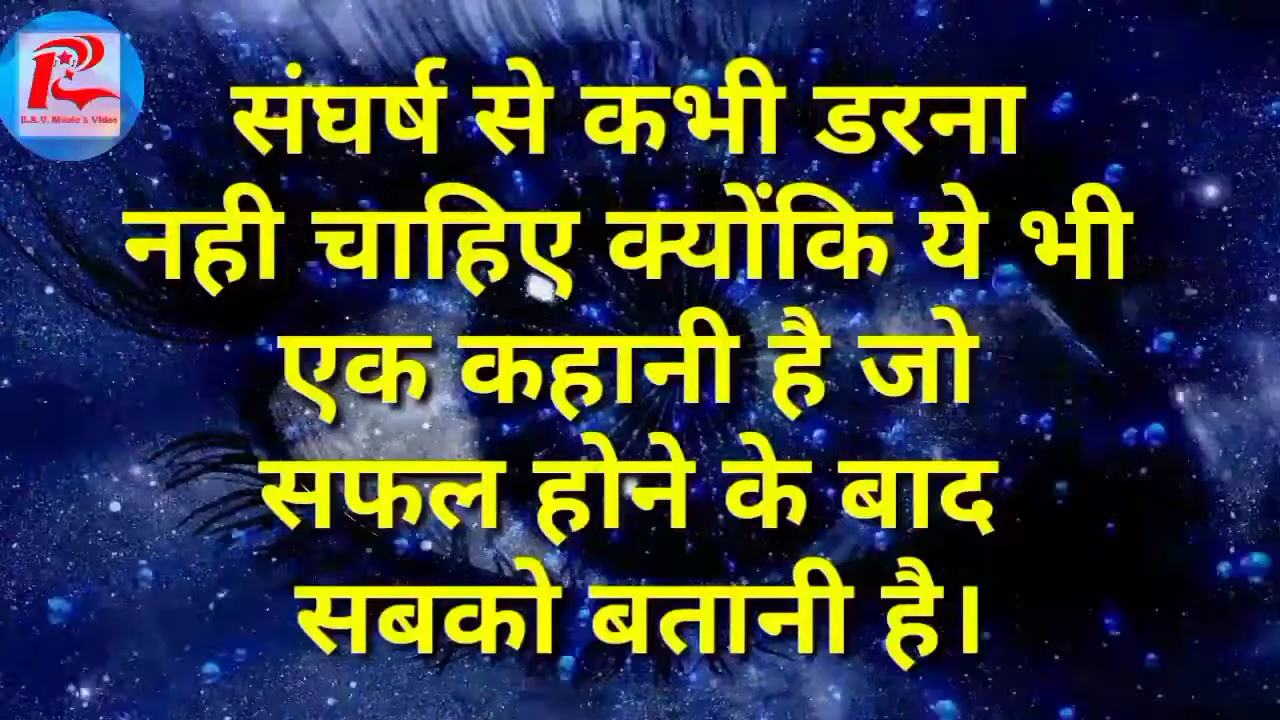 संघर्ष से कभी डरना
नही चाहिए क्योंकि ये भी
एक कहानी है जो
सफल होने के बाद
सबको बतानी है।